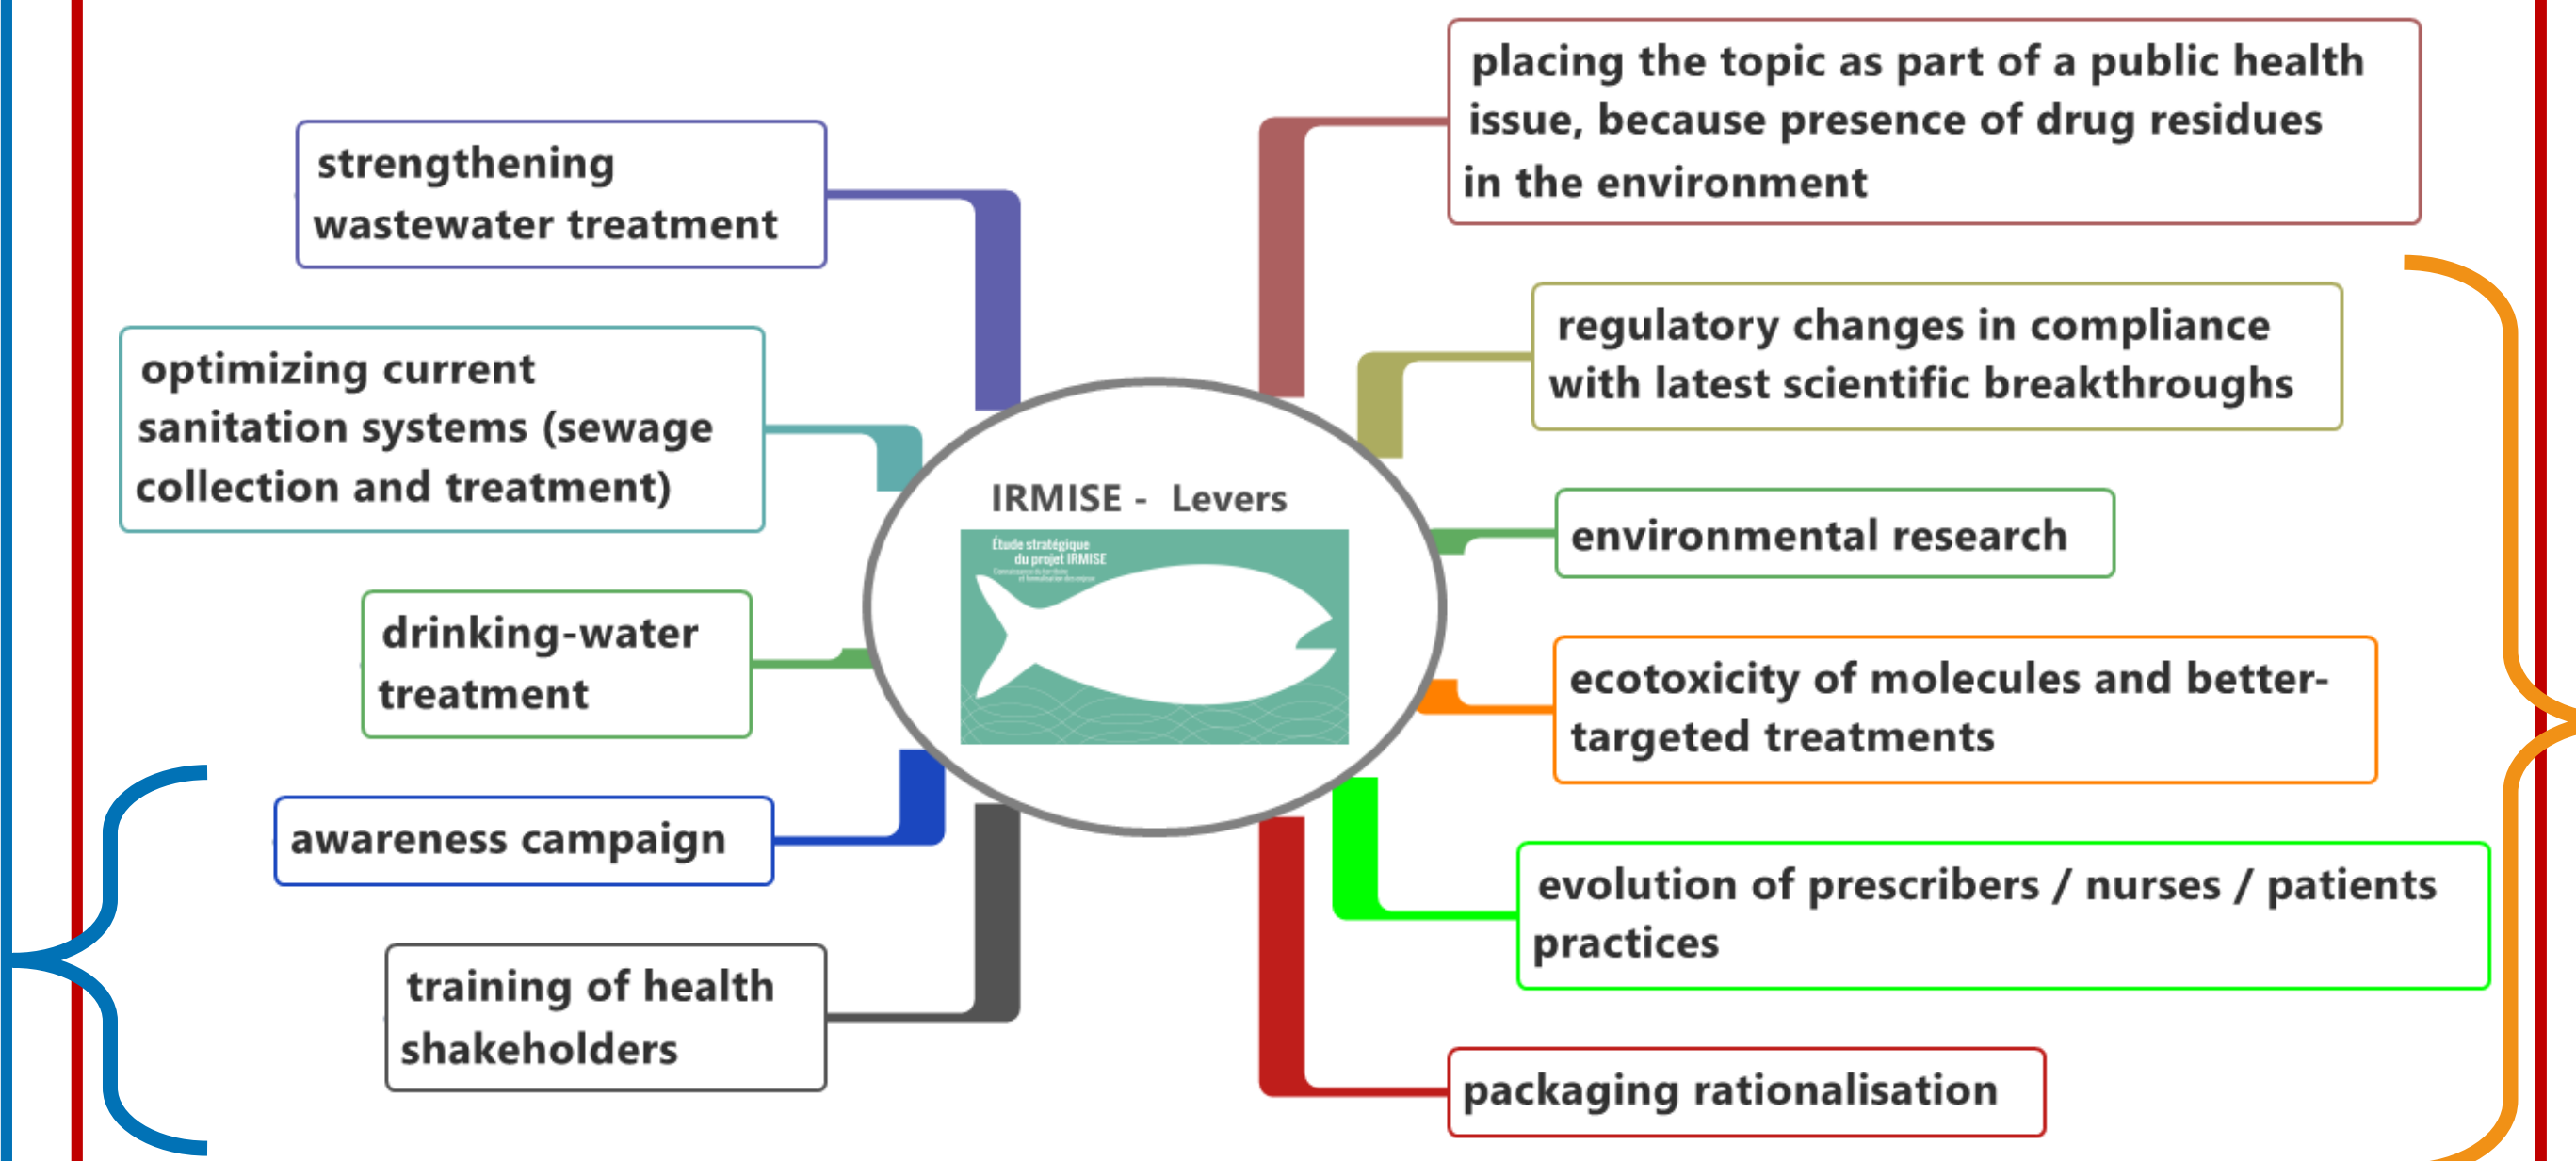 placing the topic as part of a public health
issue, because presence of drug residues
in the environment
strengthening
wastewater treatment
regulatory changes in compliance
with latest scientific breakthroughs
optimizing current
sanitation systems (sewage
collection and treatment)
IRMISE - Levers
Étude stratégique
du projet IRMISE
environmental research
drinking-water
treatment
ecotoxicity of molecules and better-
targeted treatments
awareness campaign
evolution of prescribers / nurses / patients
practices
training of health
shakeholders
packaging rationalisation